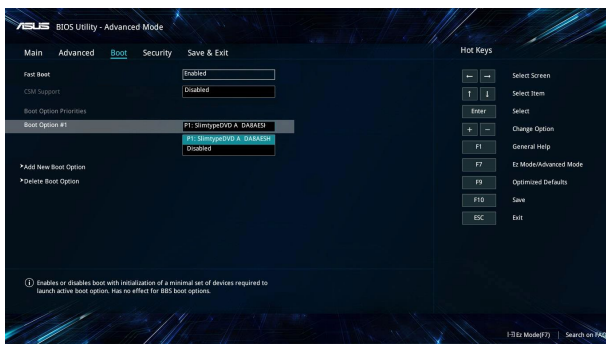 ASUS BIOS Utility - Advanced Mode
Main Advanced Boot Security Save & Exit
Hot Keys
Fast Boot Enabled
CSM Support Disabled
Boot Option Priorities
Boot Option #1 P1: SlimtypeDVD A DA8AESI
P1: SlimtypeDVD A DA8AESH
Disabled
Add New Boot Option
Delete Boot Option
← → Select Screen
↑ ↓ Select Item
Enter Select
+ − Change Option
F1 General Help
F7 Ez Mode/Advanced Mode
F9 Optimized Defaults
F10 Save
ESC Exit
Enables or disables boot with initialization of a minimal set of devices required to
launch active boot option. Has no effect for BBS boot options.
Ez Mode(F7) | Search on FAQ